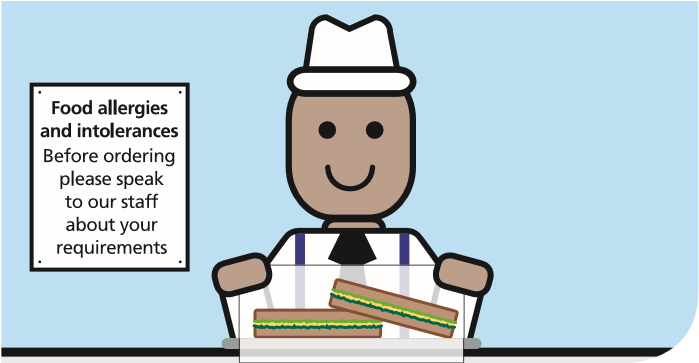 Food allergies
and intolerances
Before ordering
please speak
to our staff
about your
requirements